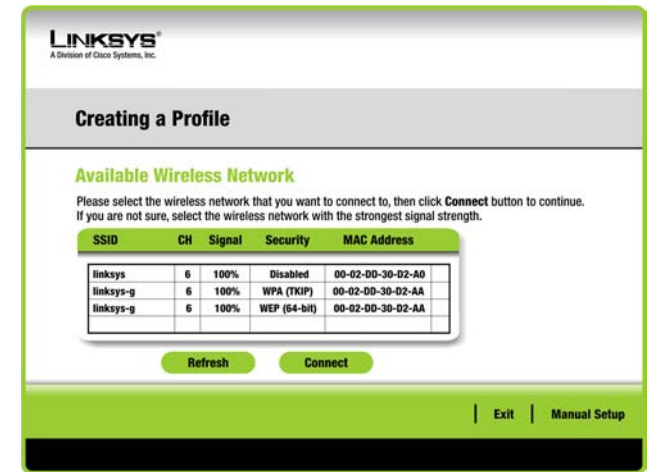 LINKSYS®
A Division of Cisco Systems, Inc.
Creating a Profile
Available Wireless Network
Please select the wireless network that you want to connect to, then click Connect button to continue.
If you are not sure, select the wireless network with the strongest signal strength.
SSID CH Signal Security MAC Address
linksys 6 100% Disabled 00-02-DD-30-D2-A0
linksys-g 6 100% WPA (TKIP) 00-02-DD-30-D2-AA
linksys-g 6 100% WEP (64-bit) 00-02-DD-30-D2-AA
Refresh Connect
Exit Manual Setup